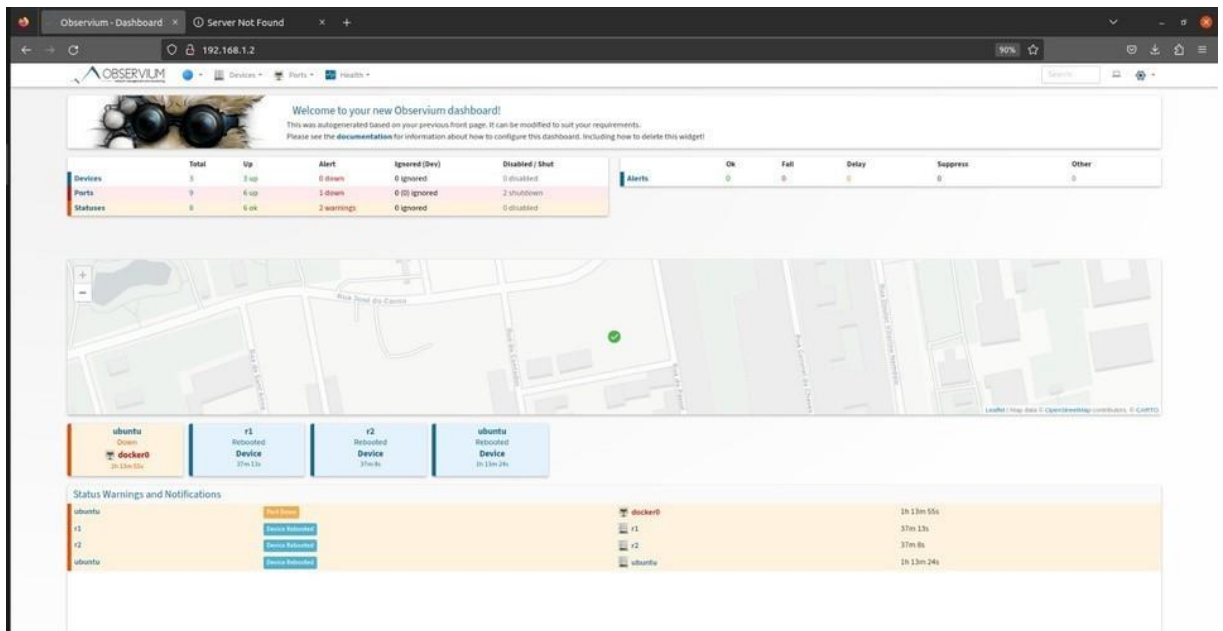 Observium - Dashboard
Server Not Found
192.168.1.2
90%
OBSERVIUM
Devices
Ports
Health
Search
Welcome to your new Observium dashboard!
This was autogenerated based on your previous front page. It can be modified to suit your requirements.
Please see the documentation for information about how to configure this dashboard. Including how to delete this widget!
Total Up Alert Ignored (Dev) Disabled / Shut
Devices 3 3 up 0 down 0 ignored 0 disabled
Ports 9 6 up 1 down 0 (0) ignored 2 shutdown
Statuses 8 6 ok 2 warnings 0 ignored 0 disabled
Ok Fail Delay Suppress Other
Alerts 0 0 0 0 0
+
−
Rua José do Canto
Rua de Sant'Anna
Leaflet | Map data © OpenStreetMap contributors, © CARTO
ubuntu
Down
docker0
1h 13m 55s
r1
Rebooted
Device
37m 13s
r2
Rebooted
Device
37m 8s
ubuntu
Rebooted
Device
1h 13m 24s
Status Warnings and Notifications
ubuntu Port Down docker0 1h 13m 55s
r1 Device Rebooted r1 37m 13s
r2 Device Rebooted r2 37m 8s
ubuntu Device Rebooted ubuntu 1h 13m 24s